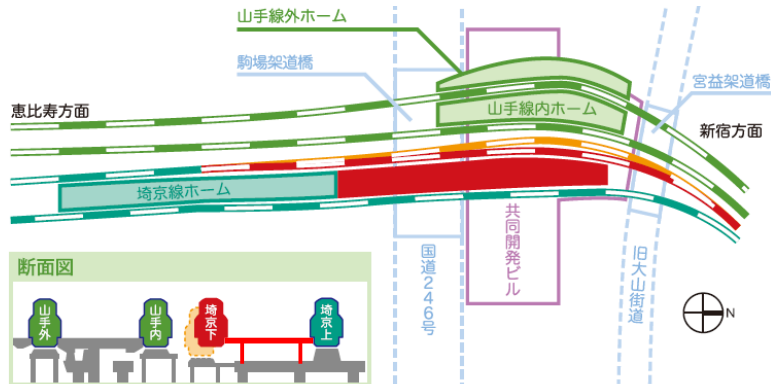 山手線外ホーム
駒場架道橋
宮益架道橋
恵比寿方面
山手線内ホーム
新宿方面
埼京線ホーム
共同開発ビル
国道246号
旧大山街道
断面図
山手外
山手内
埼京下
埼京上
N